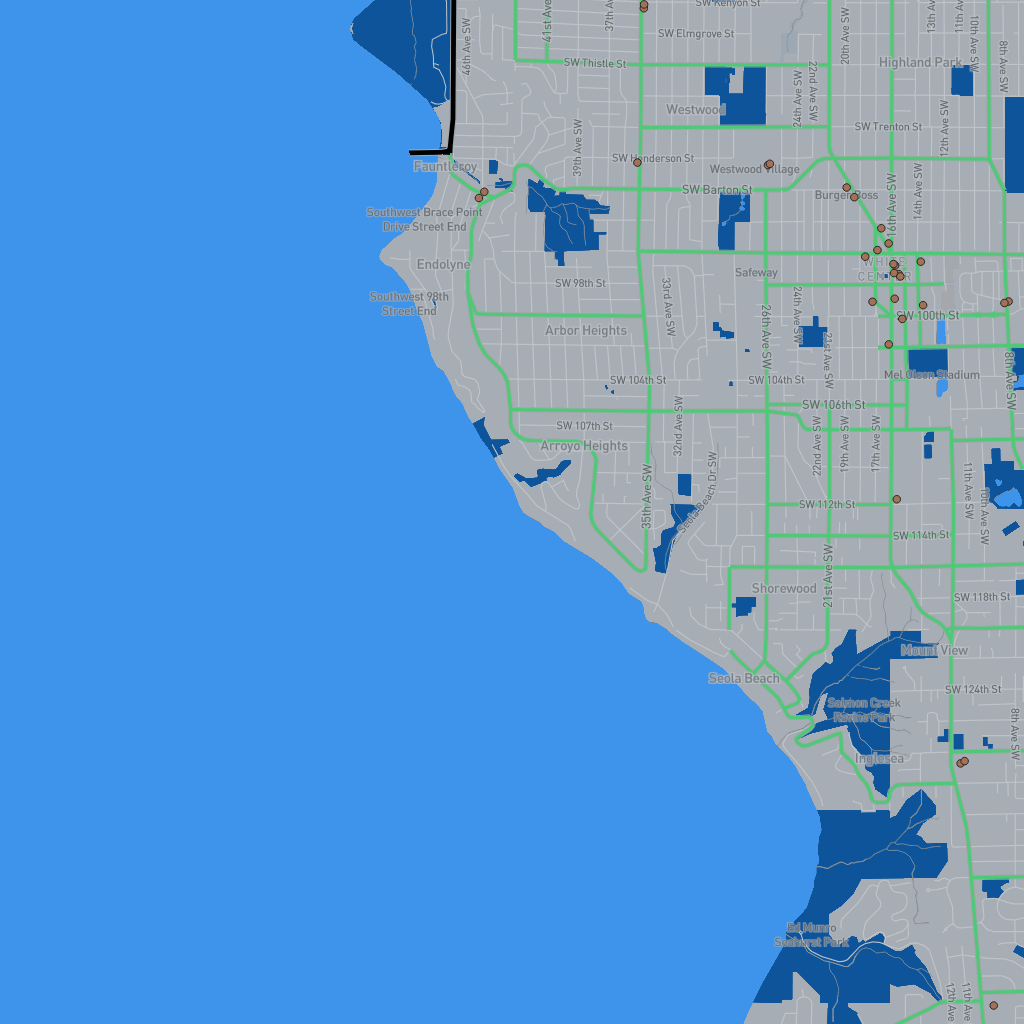 SW Kenyon St
41st Ave
37th A
46th Ave SW
SW Elmgrove St
20th Ave SW
13th A
11th Av
10th Ave SW
8th Ave SW
SW Thistle St
Highland Park
24th Ave SW
22nd Ave SW
Westwood
12th Ave SW
39th Ave SW
SW Trenton St
SW Henderson St
Fauntleroy
Westwood Village
SW Barton St
Burger Boss
16th Ave SW
14th Ave SW
Southwest Brace Point
Drive Street End
Endolyne
Safeway
WHITE
CENTER
SW 98th St
33rd Ave SW
Southwest 98th
Street End
24th Ave SW
26th Ave SW
21st Ave SW
SW 100th St
Arbor Heights
8th Ave SW
SW 104th St
SW 104th St
Mel Olson Stadium
SW 106th St
32nd Ave SW
SW 107th St
Arroyo Heights
22nd Ave SW
19th Ave SW
17th Ave SW
11th Ave SW
10th Ave SW
35th Ave SW
Seola Beach Dr SW
SW 112th St
SW 114th St
21st Ave SW
Shorewood
SW 118th St
Mount View
Seola Beach
SW 124th St
Salmon Creek
Ravine Park
8th Ave SW
Inglesea
Ed Munro
Seahurst Park
12th Ave
11th Ave